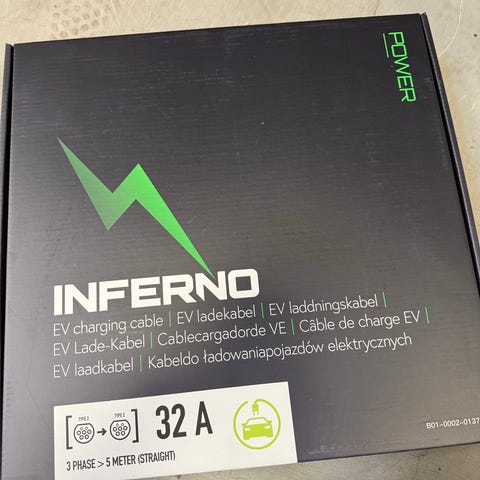 POWER
INFERNO
EV charging cable | EV ladekabel | EV laddningskabel |
EV Lade-Kabel | Cablecargadorde VE | Câble de charge EV |
EV laadkabel | Kabeldo ładowaniapojazdów elektrycznych
[TYPE 2 → TYPE 2] 32 A
3 PHASE > 5 METER (STRAIGHT)
B01-0002-0137